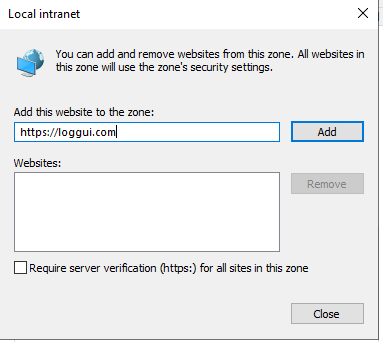 Local intranet
You can add and remove websites from this zone. All websites in
this zone will use the zone's security settings.
Add this website to the zone:
https://loggui.com
Add
Websites:
Remove
Require server verification (https:) for all sites in this zone
Close